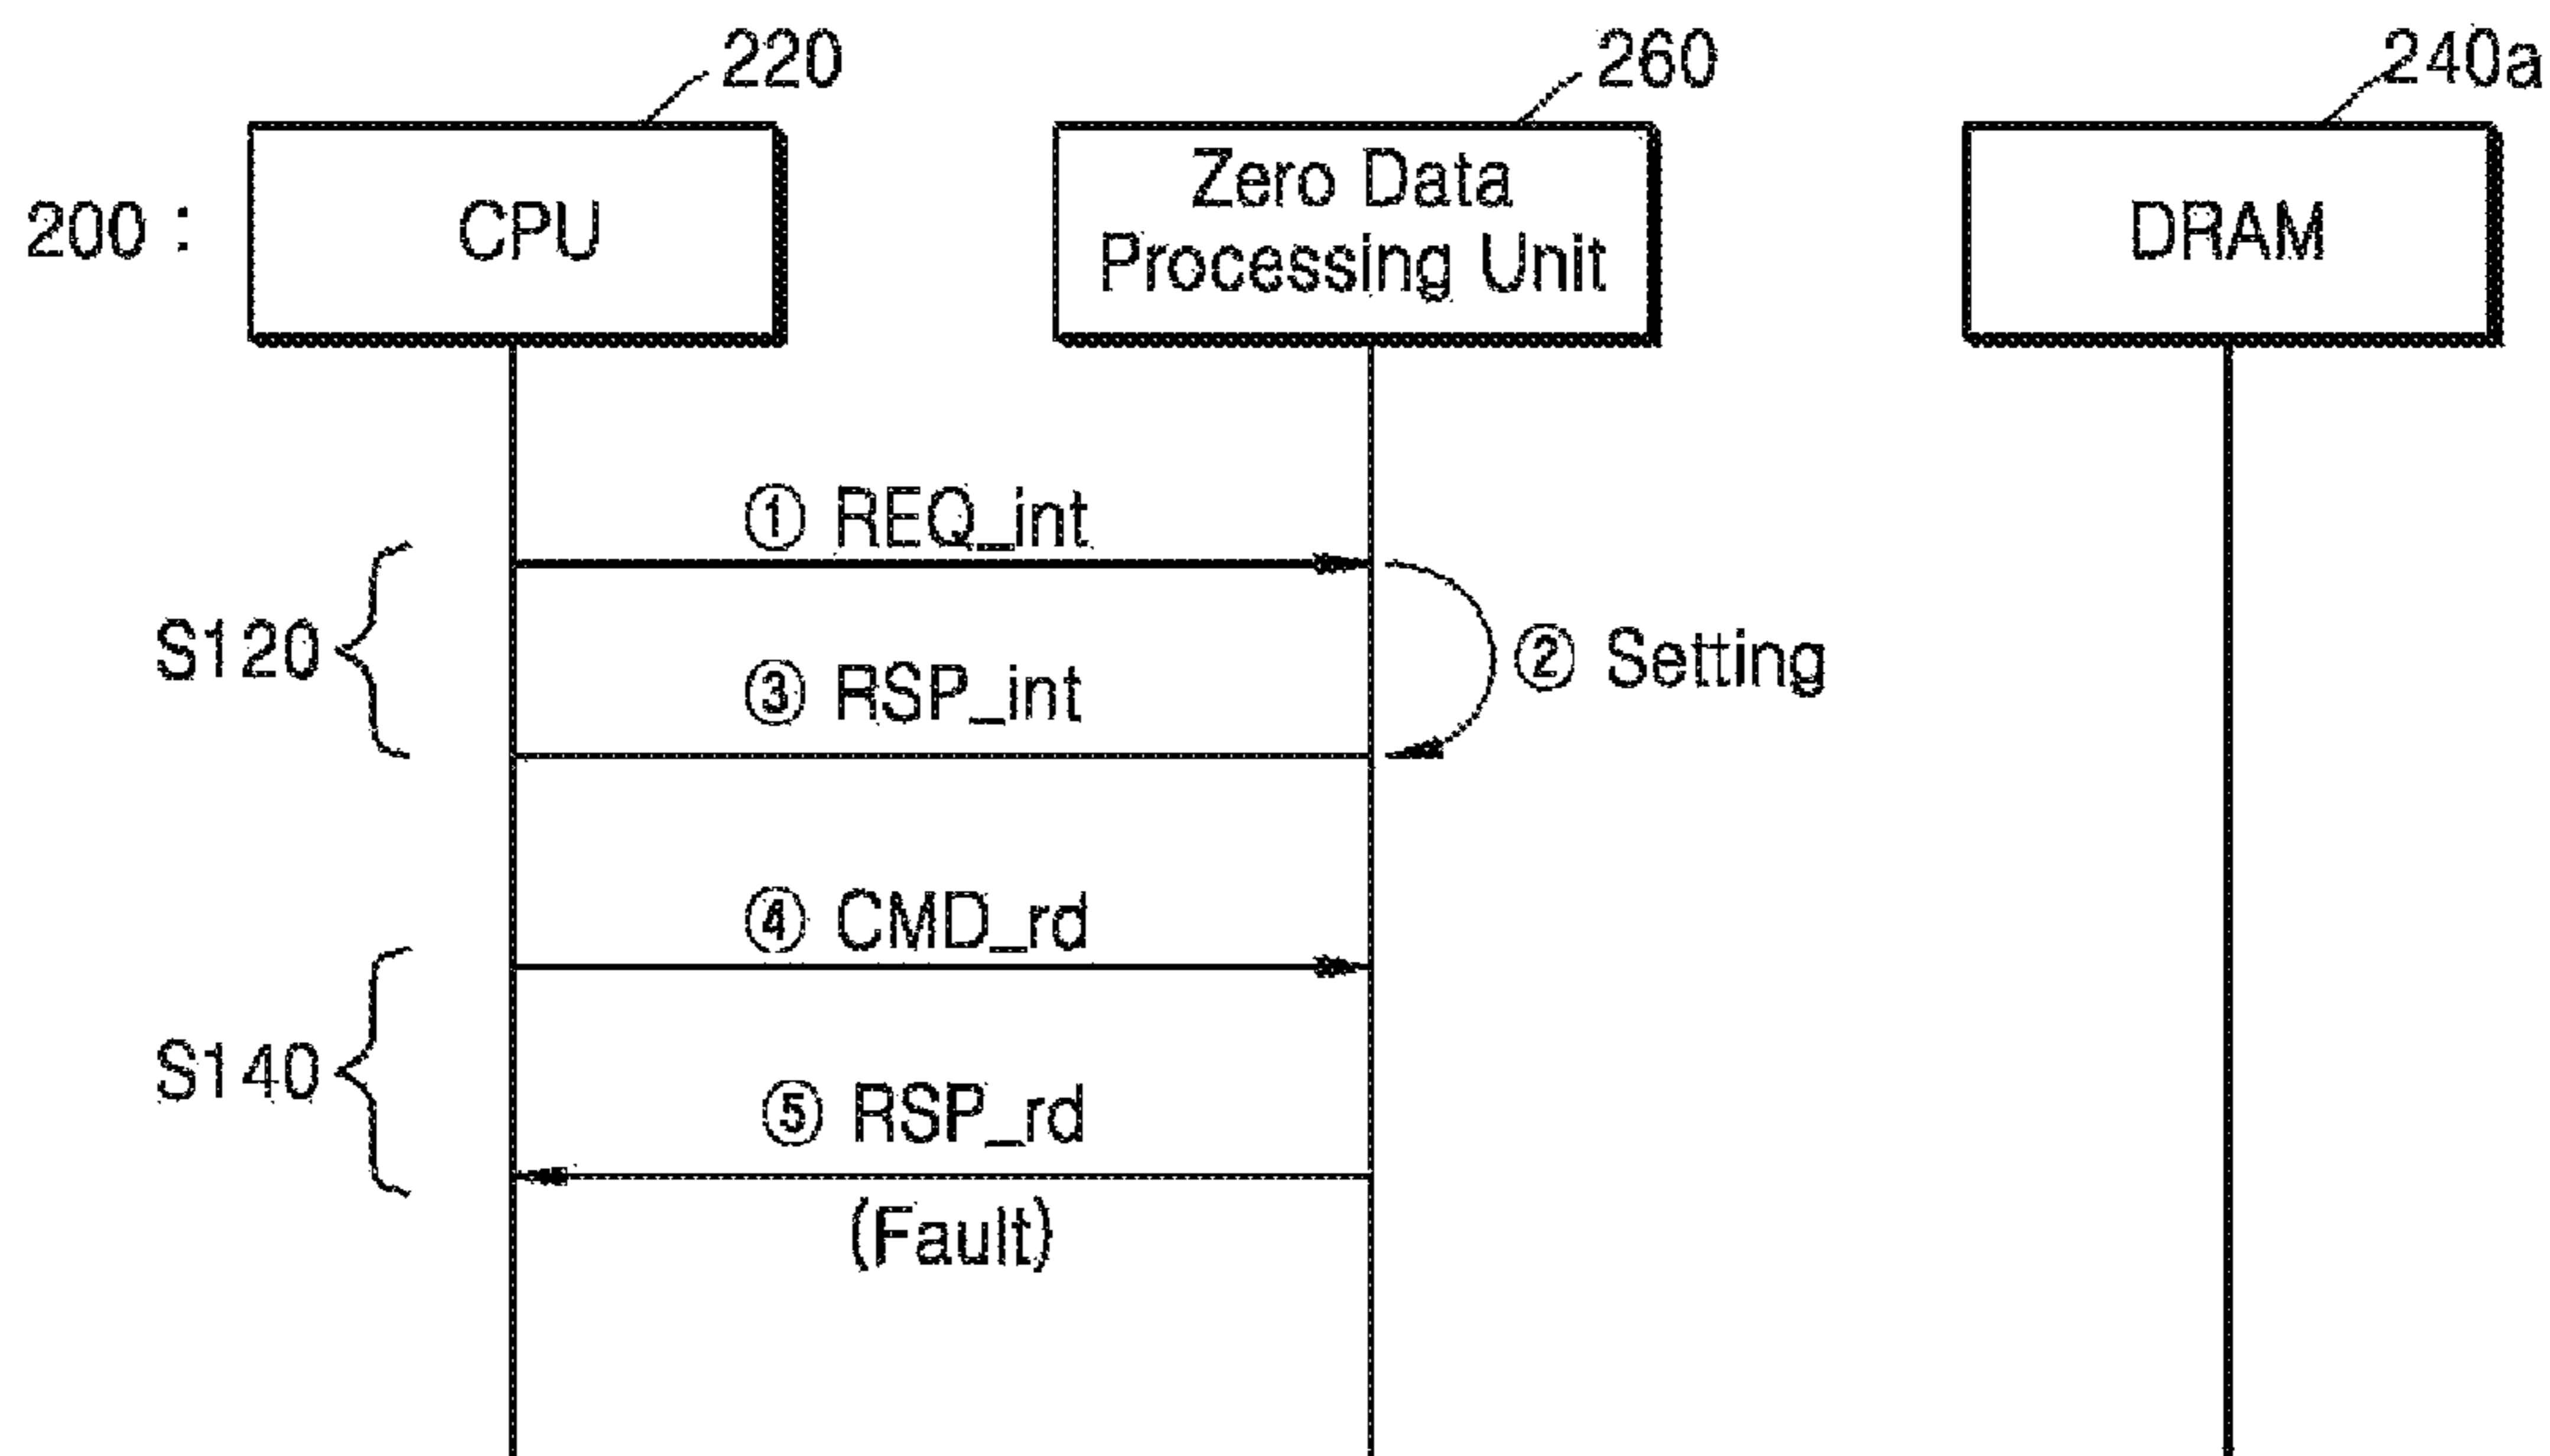 220
260
240a
200 :
CPU
Zero Data
Processing Unit
DRAM
① REQ_int
S120
② Setting
③ RSP_int
④ CMD_rd
S140
⑤ RSP_rd
(Fault)